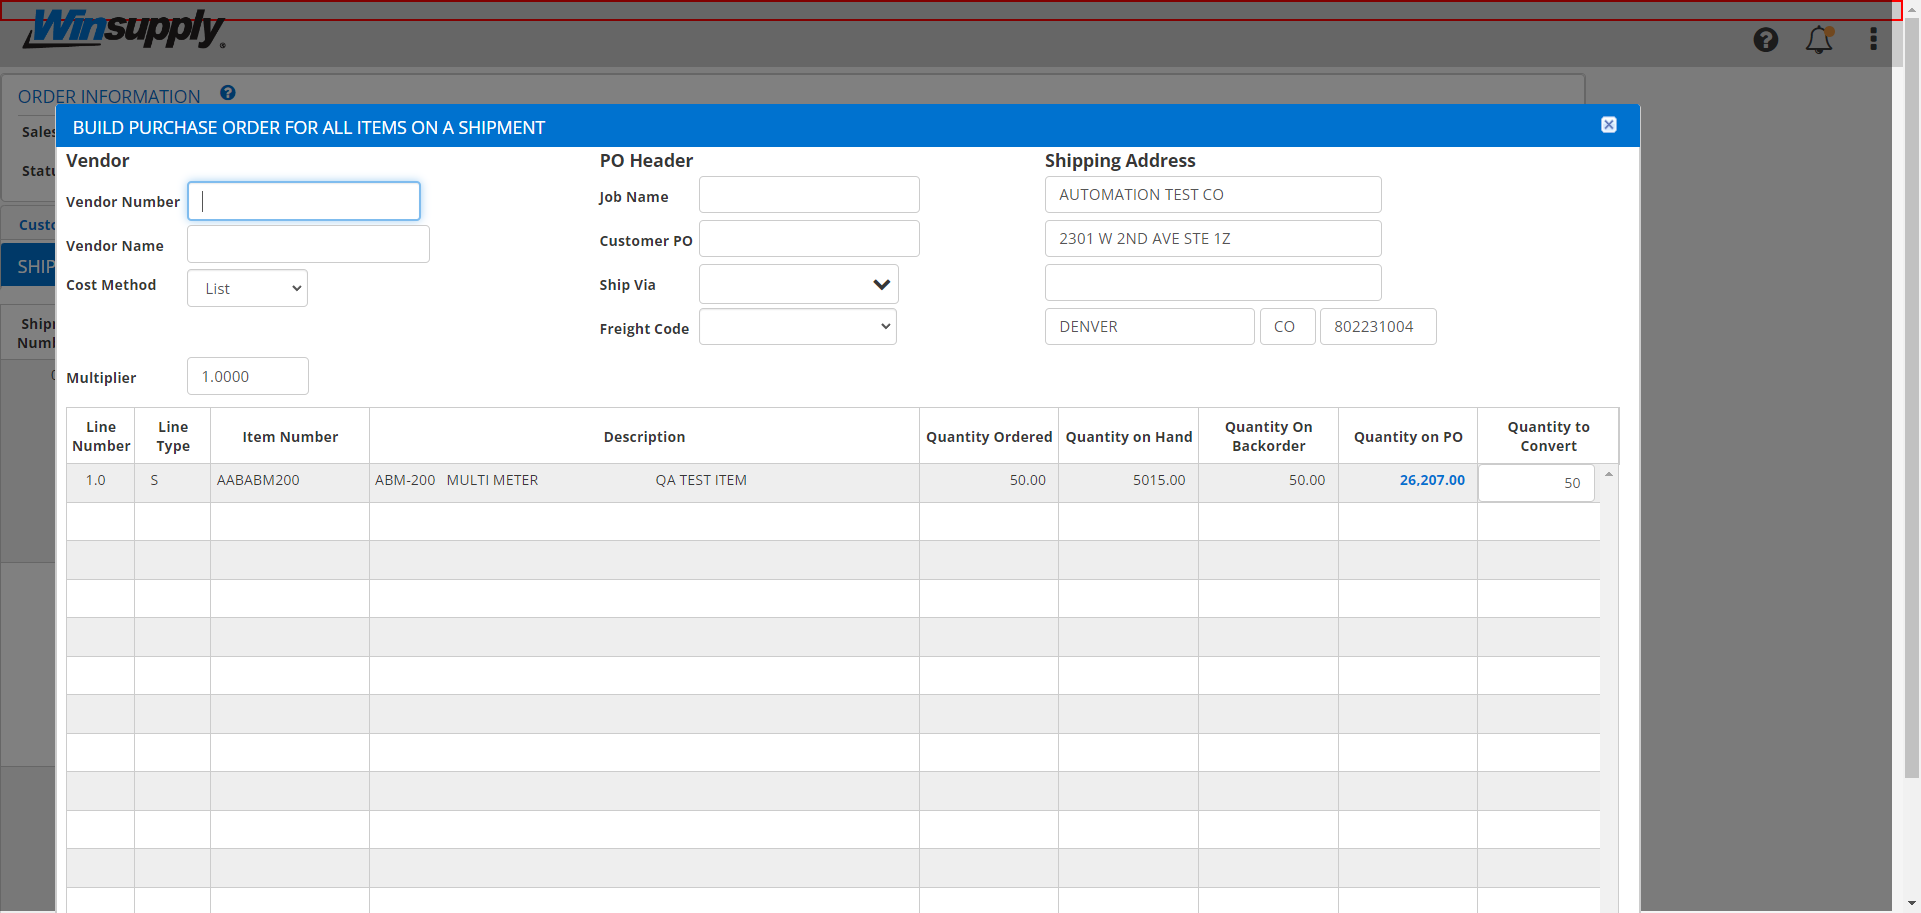 Winsupply
ORDER INFORMATION
Sales
Statu
Custo
SHIP
BUILD PURCHASE ORDER FOR ALL ITEMS ON A SHIPMENT
Vendor
Vendor Number
Vendor Name
Cost Method List
Multiplier 1.0000
PO Header
Job Name
Customer PO
Ship Via
Freight Code
Shipping Address
AUTOMATION TEST CO
2301 W 2ND AVE STE 1Z
DENVER CO 802231004
Line Number Line Type Item Number Description Quantity Ordered Quantity on Hand Quantity On Backorder Quantity on PO Quantity to Convert
1.0 S AABABM200 ABM-200 MULTI METER QA TEST ITEM 50.00 5015.00 50.00 26,207.00 50